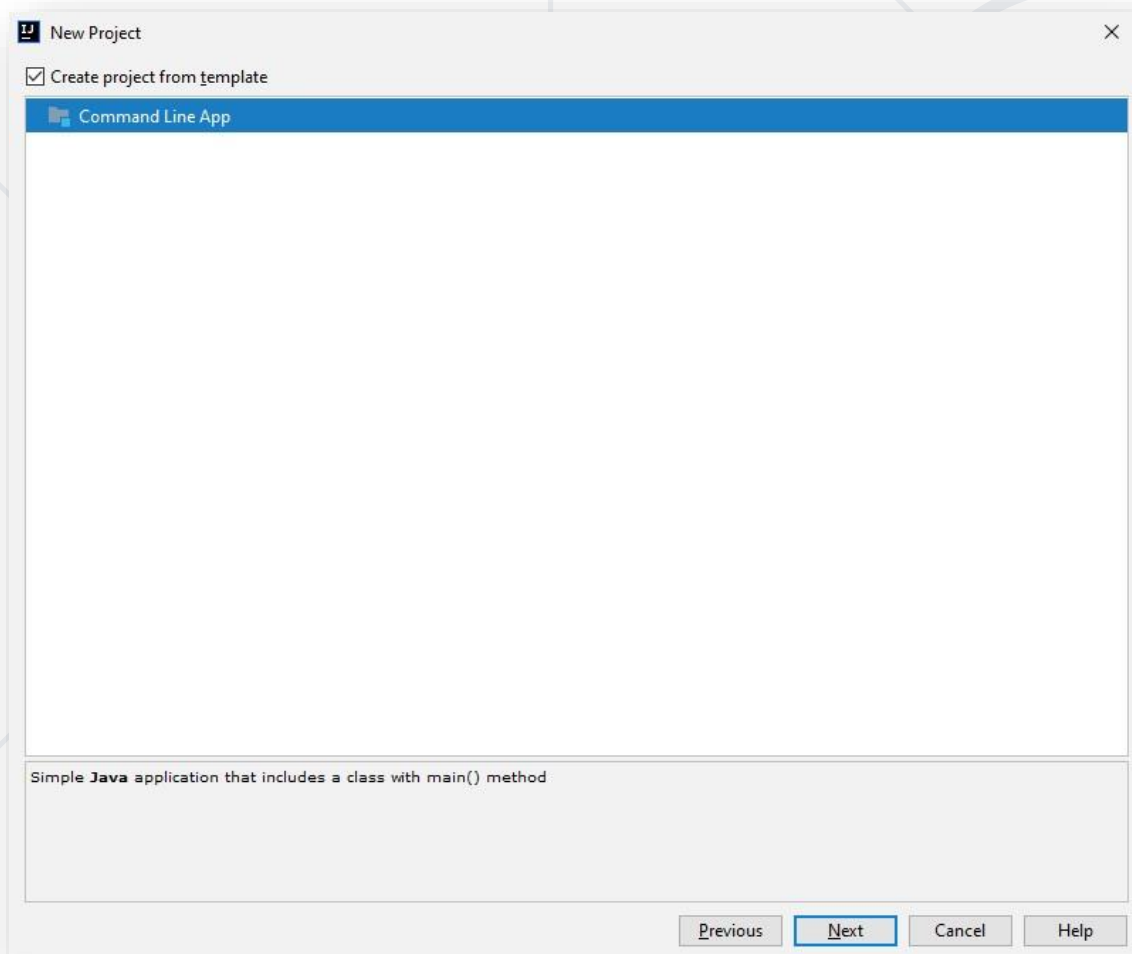 IJ
New Project
Create project from template
Command Line App
Simple Java application that includes a class with main() method
Previous Next Cancel Help